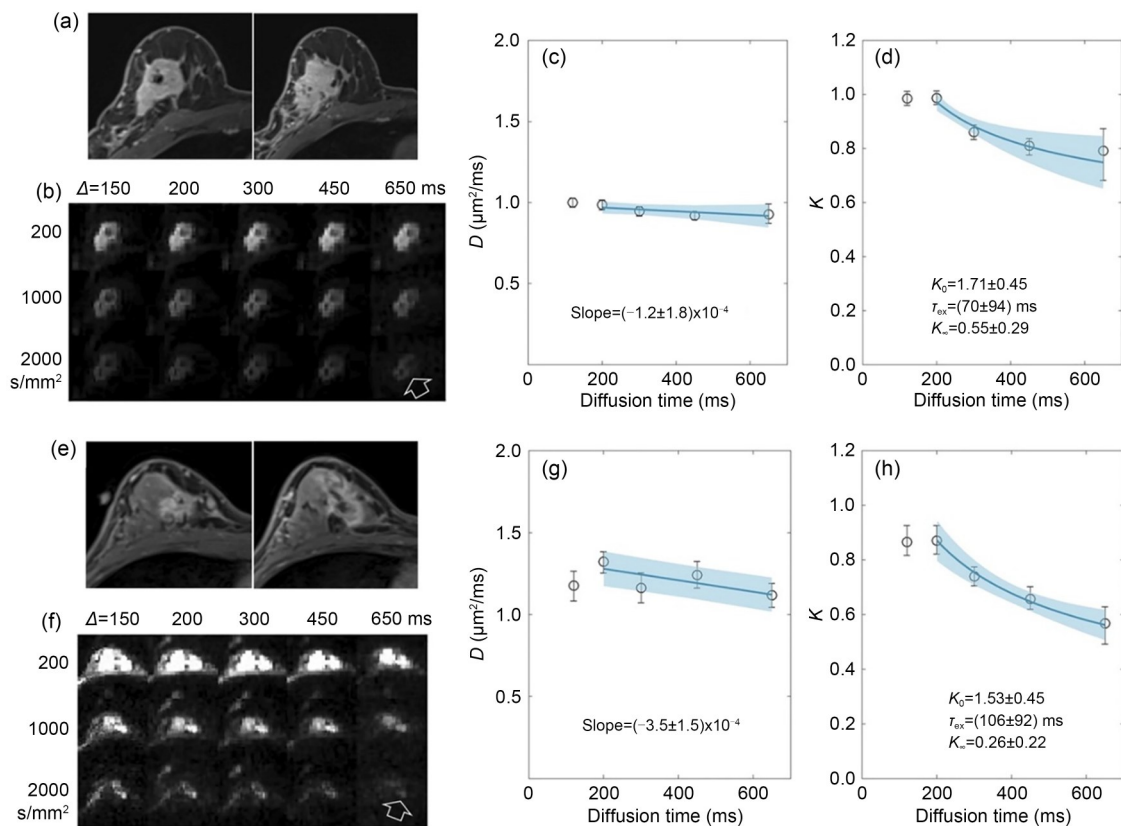 (a)
(b)
Δ=150 200 300 450 650 ms
200
1000
2000
s/mm²
(c)
D (μm²/ms)
2.0
1.5
1.0
0.5
Slope=(−1.2±1.8)x10⁻⁴
0 200 400 600
Diffusion time (ms)
(d)
K
1.2
1.0
0.8
0.6
0.4
0.2
0.0
K₀=1.71±0.45
τex=(70±94) ms
K∞=0.55±0.29
0 200 400 600
Diffusion time (ms)
(e)
(f)
Δ=150 200 300 450 650 ms
200
1000
2000
s/mm²
(g)
D (μm²/ms)
2.0
1.5
1.0
0.5
Slope=(−3.5±1.5)x10⁻⁴
0 200 400 600
Diffusion time (ms)
(h)
K
1.2
1.0
0.8
0.6
0.4
0.2
0.0
K₀=1.53±0.45
τex=(106±92) ms
K∞=0.26±0.22
0 200 400 600
Diffusion time (ms)